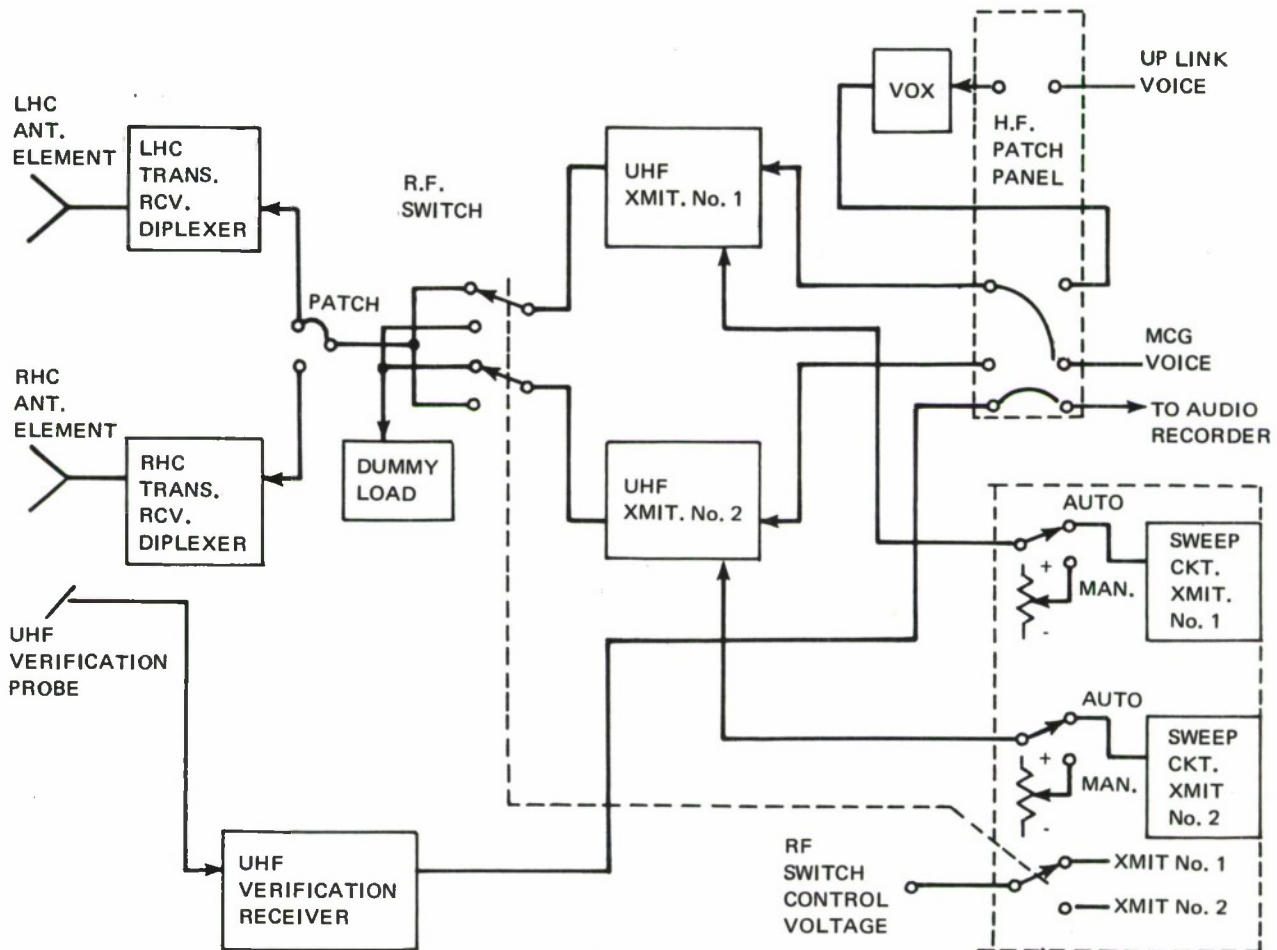 UP LINK
VOICE
VOX
H.F.
PATCH
PANEL
LHC
ANT.
ELEMENT
LHC
TRANS.
RCV.
DIPLEXER
R.F.
SWITCH
UHF
XMIT. No. 1
PATCH
MCG
VOICE
TO AUDIO
RECORDER
RHC
ANT.
ELEMENT
RHC
TRANS.
RCV.
DIPLEXER
DUMMY
LOAD
UHF
XMIT. No. 2
AUTO
+
MAN.
-
SWEEP
CKT.
XMIT.
No. 1
UHF
VERIFICATION
PROBE
AUTO
+
MAN.
-
SWEEP
CKT.
XMIT
No. 2
UHF
VERIFICATION
RECEIVER
RF
SWITCH
CONTROL
VOLTAGE
XMIT No. 1
XMIT No. 2